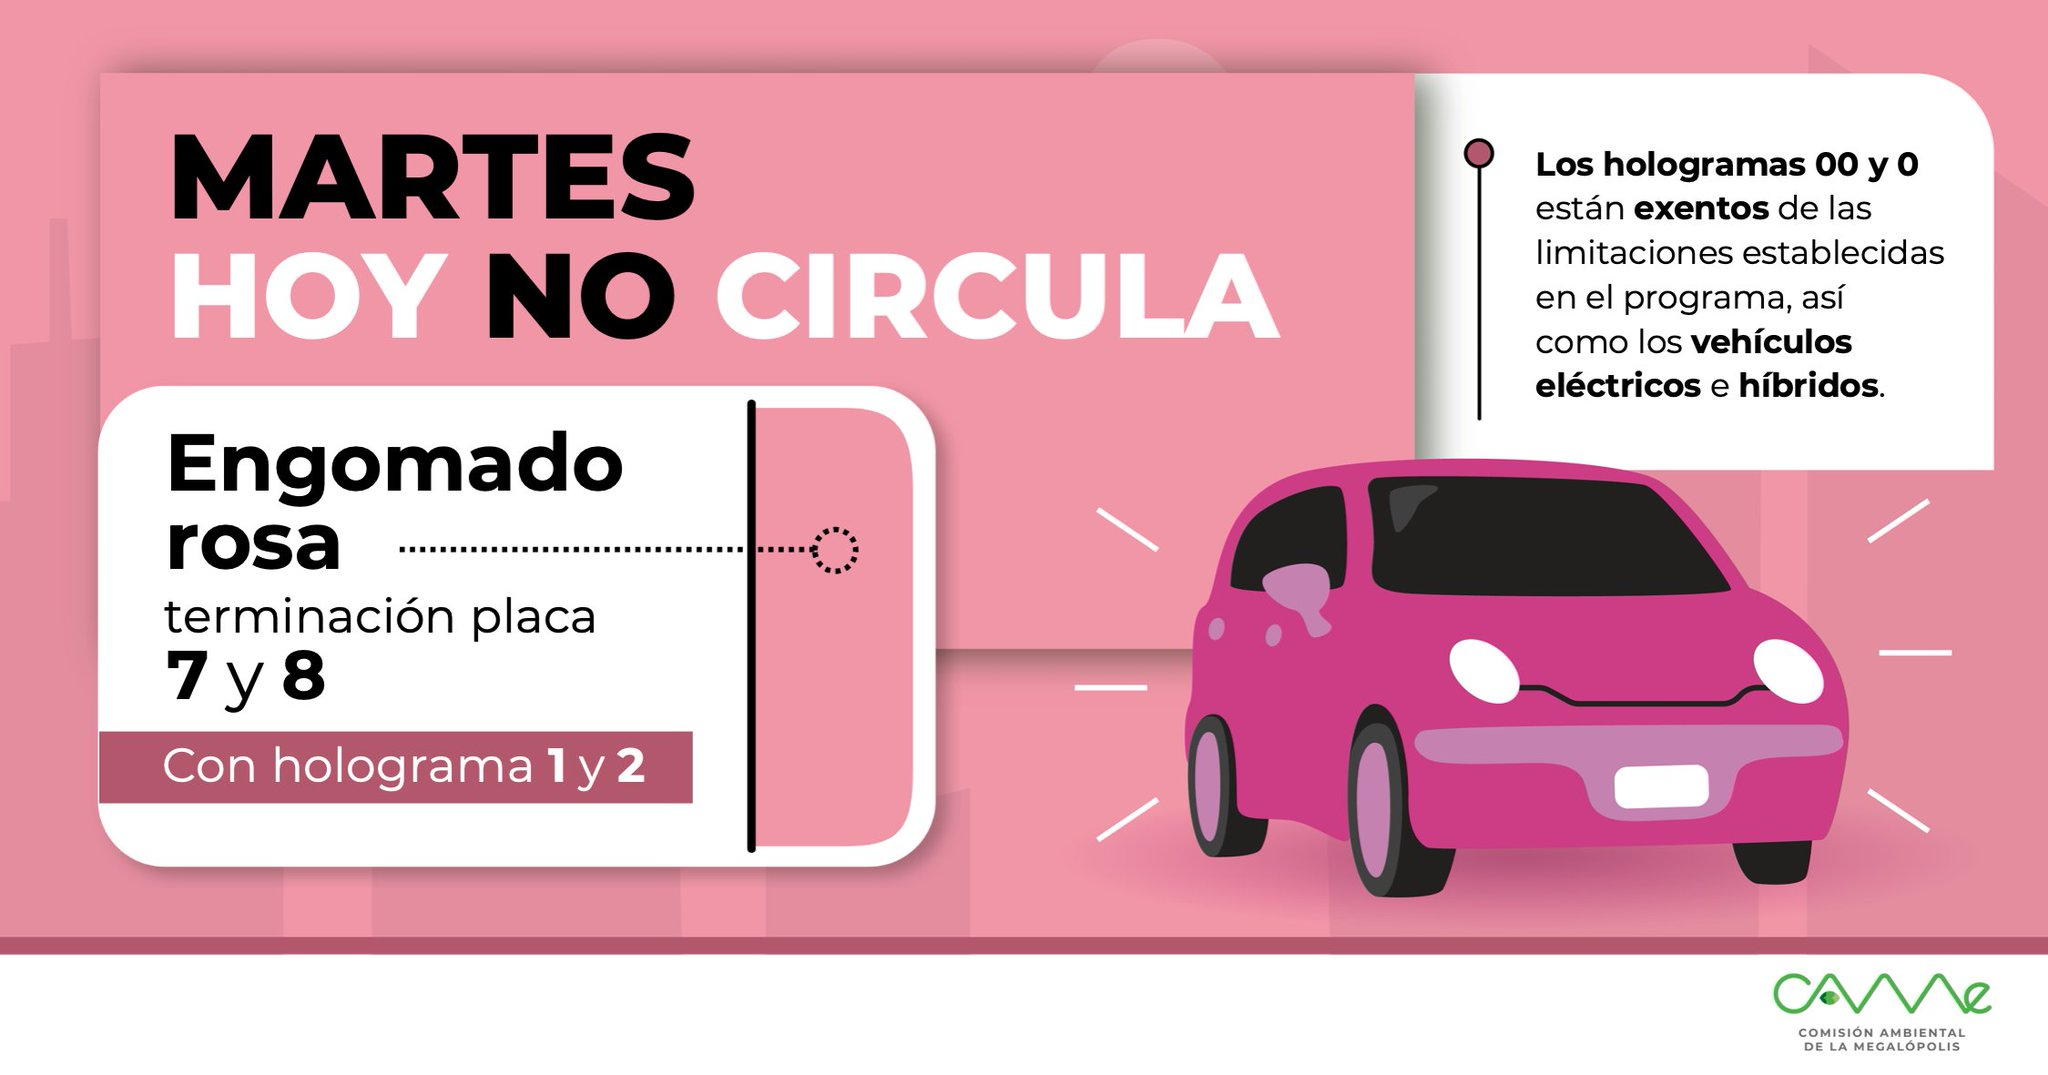 MARTES
HOY NO CIRCULA
Engomado
rosa
terminación placa
7 y 8
Con holograma 1 y 2
Los hologramas 00 y 0
están exentos de las
limitaciones establecidas
en el programa, así
como los vehículos
eléctricos e híbridos.
CAMe
COMISIÓN AMBIENTAL
DE LA MEGALÓPOLIS